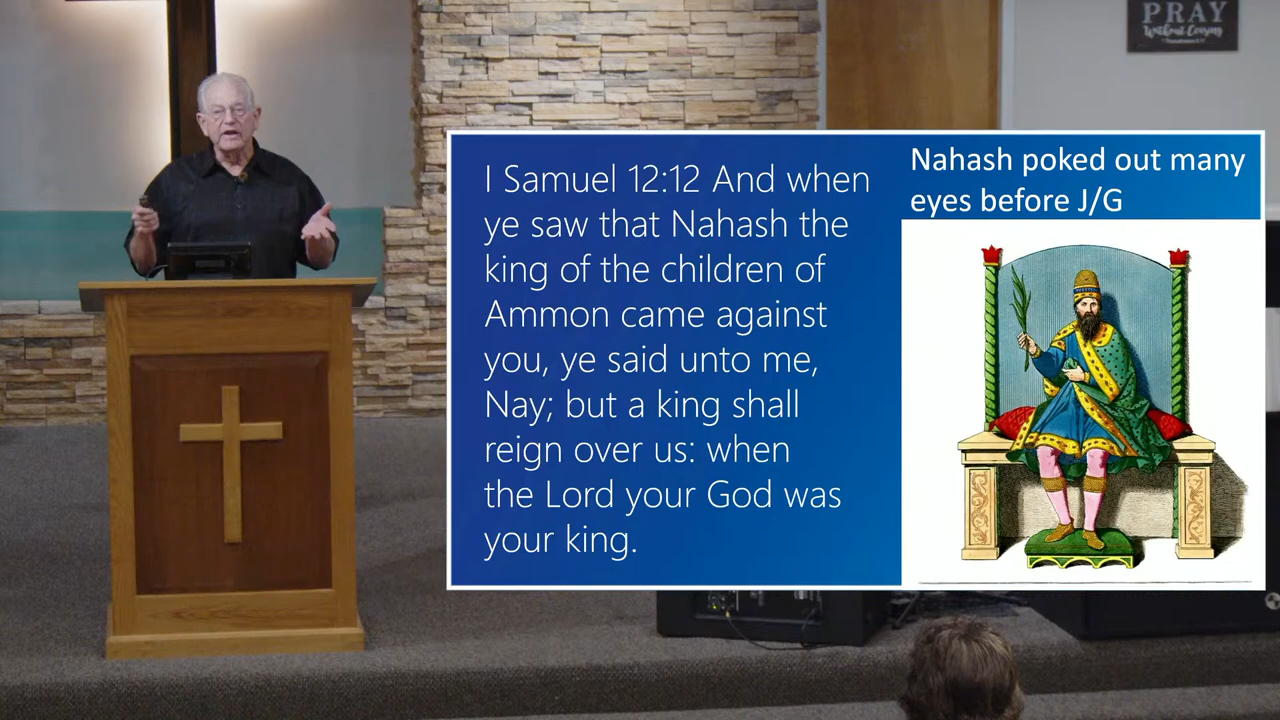 PRAY
Without Ceasing
I Samuel 12:12 And when
ye saw that Nahash the
king of the children of
Ammon came against
you, ye said unto me,
Nay; but a king shall
reign over us: when
the Lord your God was
your king.
Nahash poked out many
eyes before J/G